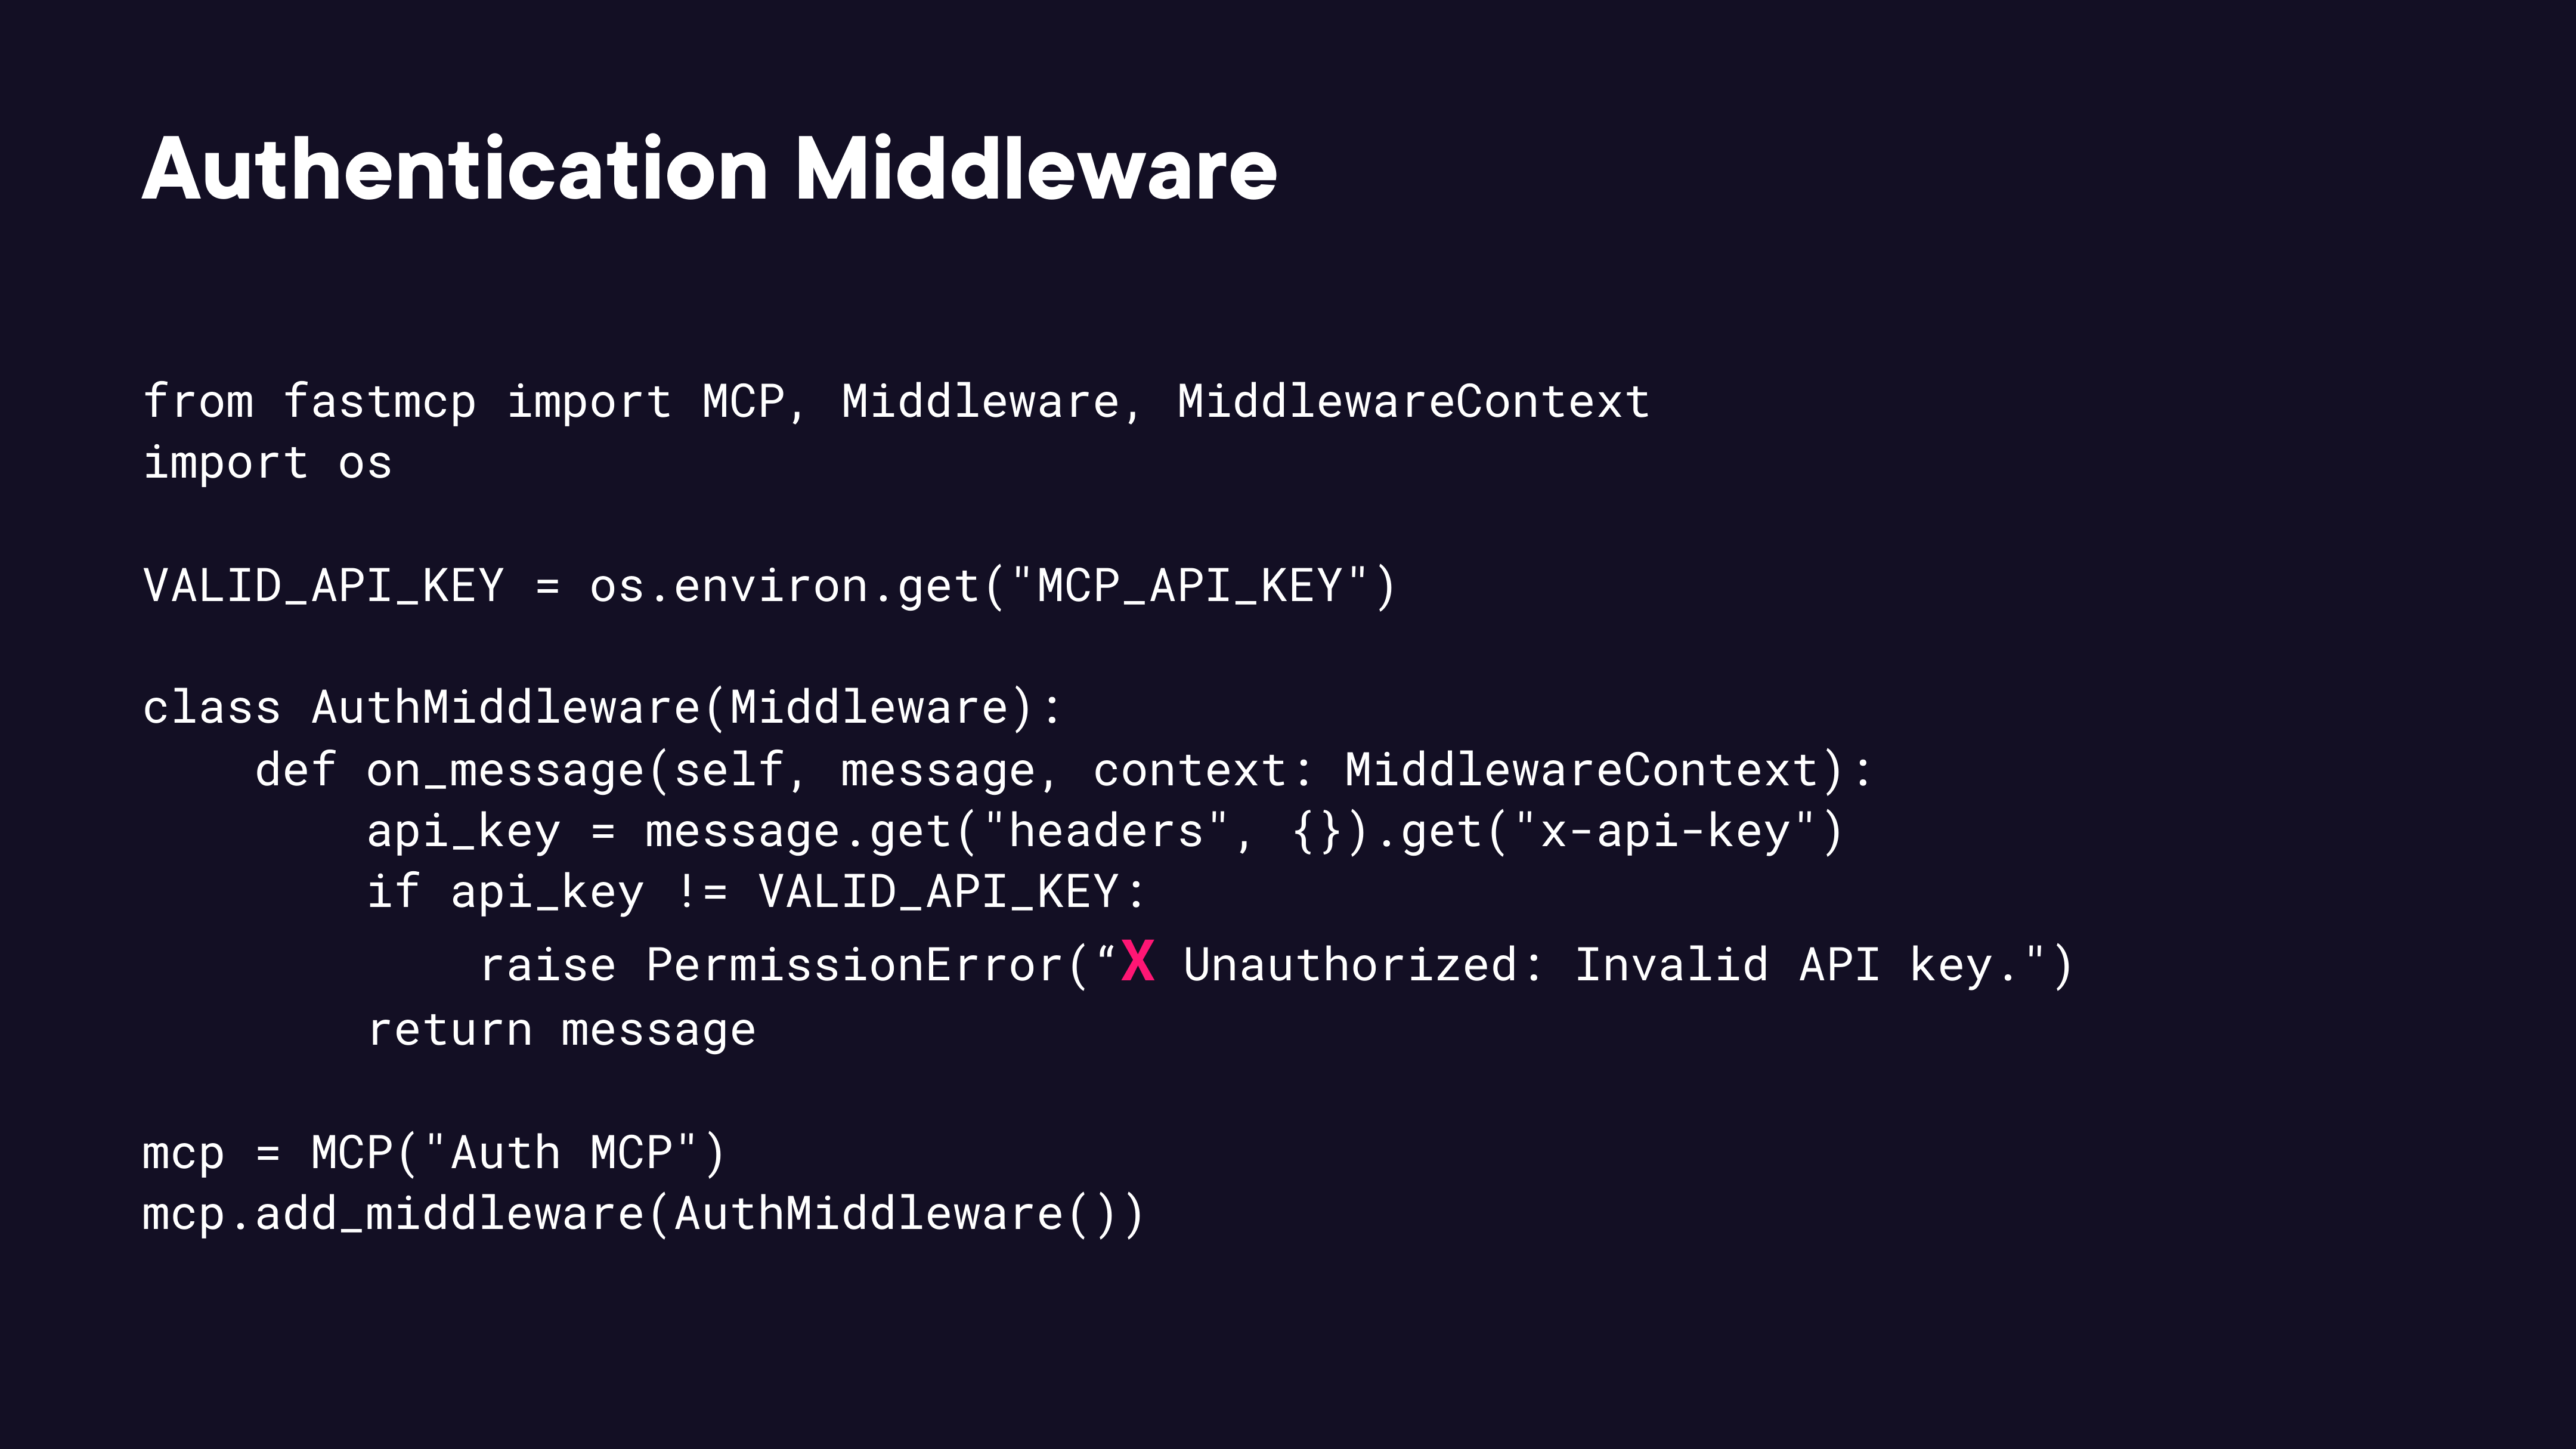 Authentication Middleware
from fastmcp import MCP, Middleware, MiddlewareContext
import os
VALID_API_KEY = os.environ.get("MCP_API_KEY")
class AuthMiddleware(Middleware):
    def on_message(self, message, context: MiddlewareContext):
        api_key = message.get("headers", {}).get("x-api-key")
        if api_key != VALID_API_KEY:
            raise PermissionError(“X Unauthorized: Invalid API key.")
        return message
mcp = MCP("Auth MCP")
mcp.add_middleware(AuthMiddleware())